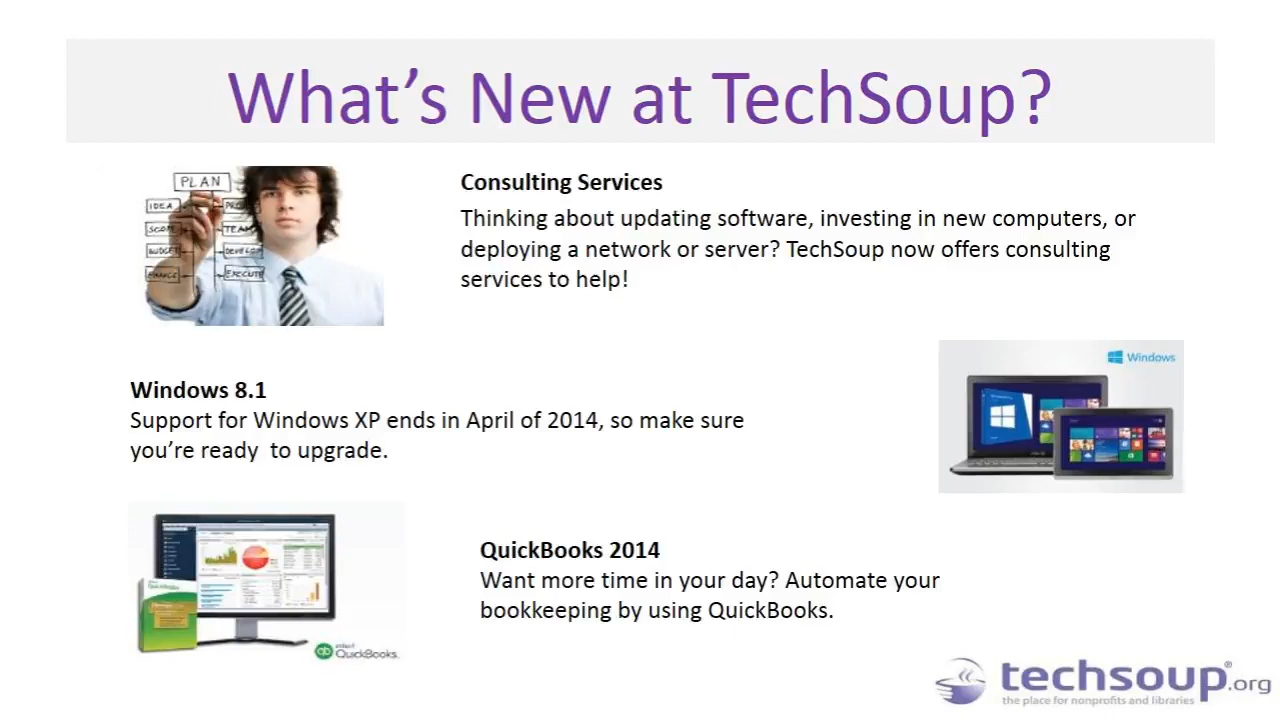 What's New at TechSoup?
PLAN
IDEA
SCOPE
TEAM
BUDGET
DEVELOP
FINANCE
EXECUTE
Consulting Services
Thinking about updating software, investing in new computers, or
deploying a network or server? TechSoup now offers consulting
services to help!
Windows
Windows 8.1
Support for Windows XP ends in April of 2014, so make sure
you're ready to upgrade.
QuickBooks
QuickBooks 2014
Want more time in your day? Automate your
bookkeeping by using QuickBooks.
techsoup®.org
the place for nonprofits and libraries